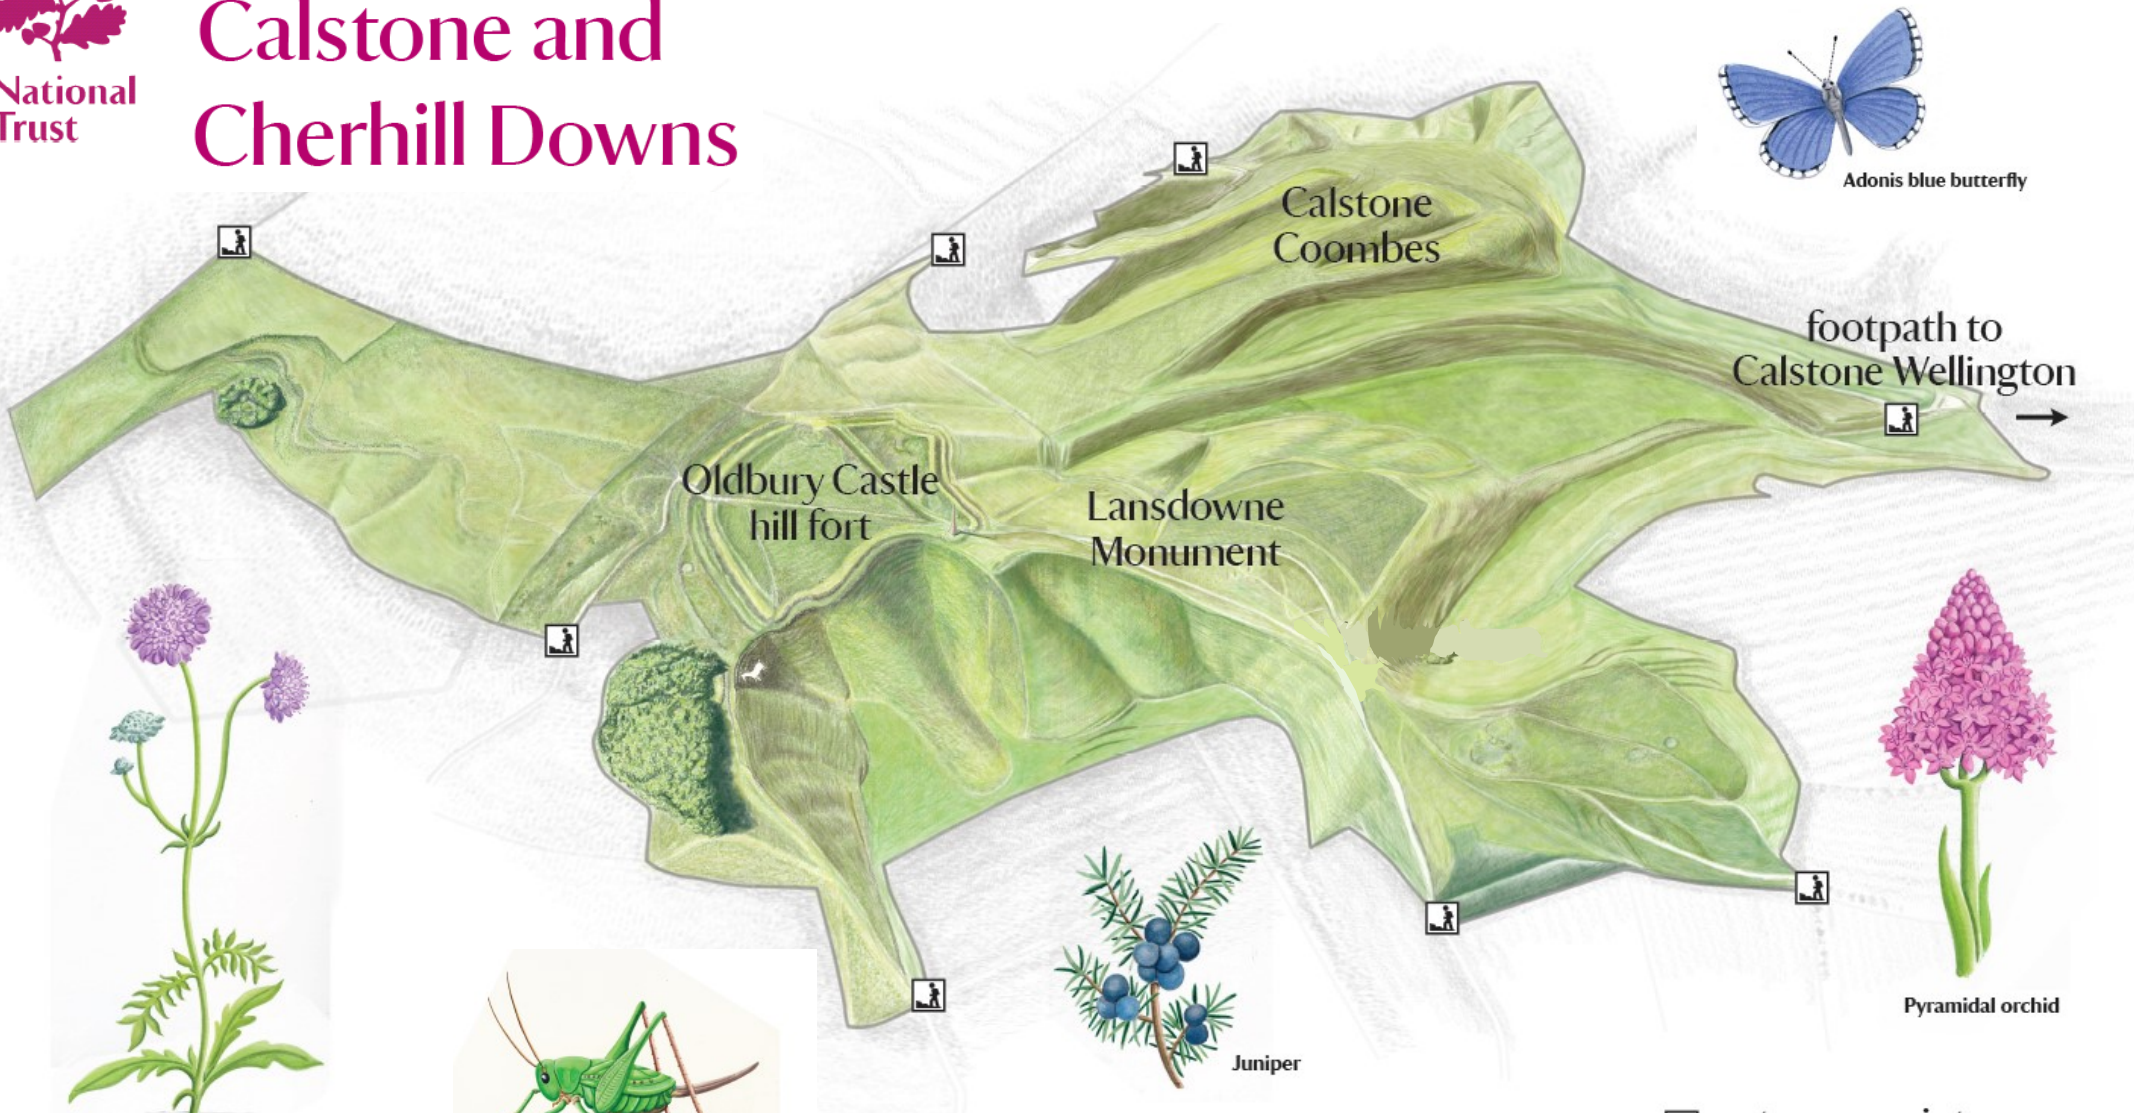 National
Trust
Calstone and
Cherhill Downs
Adonis blue butterfly
Calstone
Coombes
footpath to
Calstone Wellington
Oldbury Castle
hill fort
Lansdowne
Monument
Pyramidal orchid
Juniper